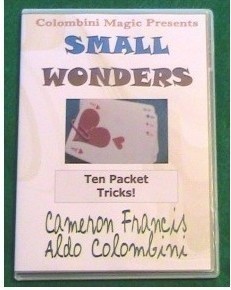 Colombini Magic Presents
SMALL
WONDERS
Ten Packet
Tricks!
Cameron Francis
Aldo Colombini